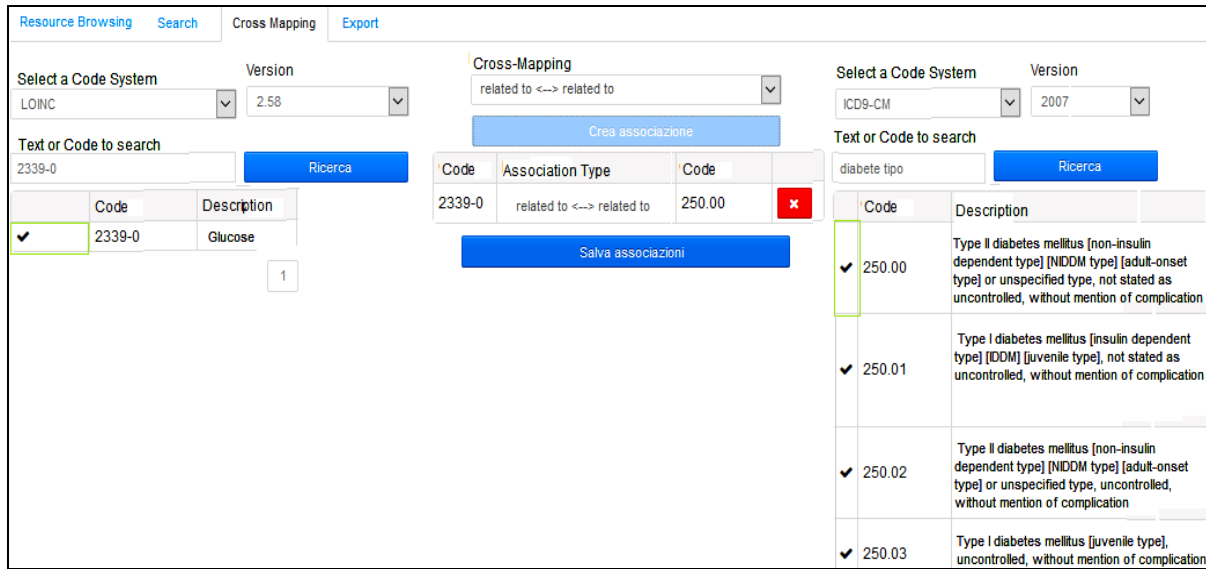 Resource Browsing Search Cross Mapping Export
Select a Code System Version
LOINC 2.58
Text or Code to search
2339-0 Ricerca
Code Description
2339-0 Glucose
1
Cross-Mapping
related to <--> related to
Crea associazione
Code Association Type Code
2339-0 related to <--> related to 250.00
Salva associazioni
Select a Code System Version
ICD9-CM 2007
Text or Code to search
diabete tipo Ricerca
Code Description
250.00
Type II diabetes mellitus [non-insulin
dependent type] [NIDDM type] [adult-onset
type] or unspecified type, not stated as
uncontrolled, without mention of complication
250.01
Type I diabetes mellitus [insulin dependent
type] [IDDM] [juvenile type], not stated as
uncontrolled, without mention of complication
250.02
Type II diabetes mellitus [non-insulin
dependent type] [NIDDM type] [adult-onset
type] or unspecified type, uncontrolled,
without mention of complication
250.03
Type I diabetes mellitus [juvenile type],
uncontrolled, without mention of complication